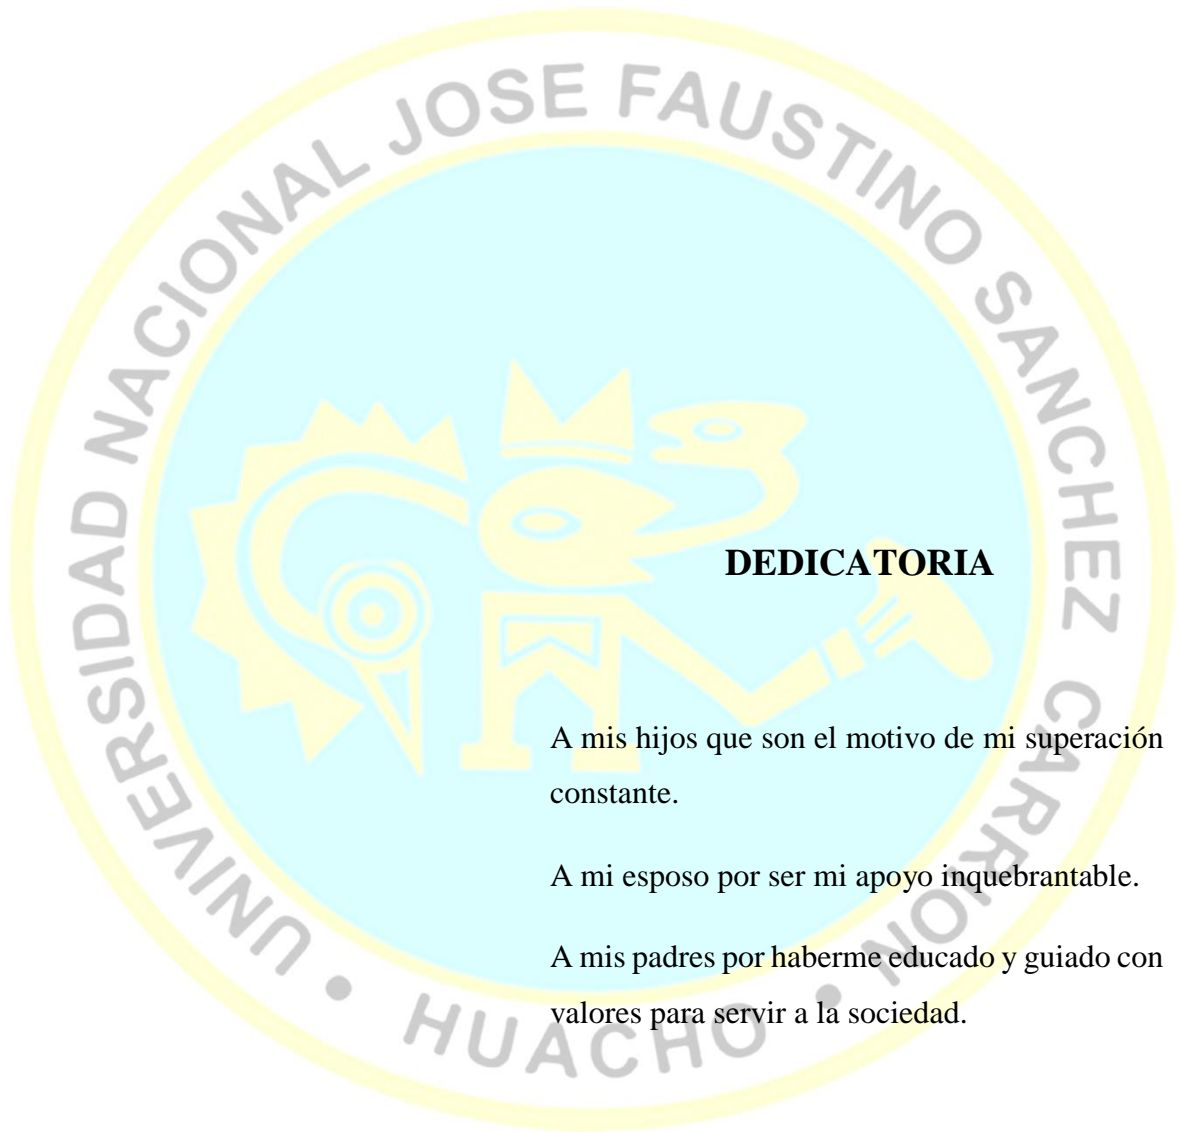 UNIVERSIDAD NACIONAL JOSE FAUSTINO SANCHEZ CARRION
• HUACHO •
DEDICATORIA
A mis hijos que son el motivo de mi superación
constante.
A mi esposo por ser mi apoyo inquebrantable.
A mis padres por haberme educado y guiado con
valores para servir a la sociedad.